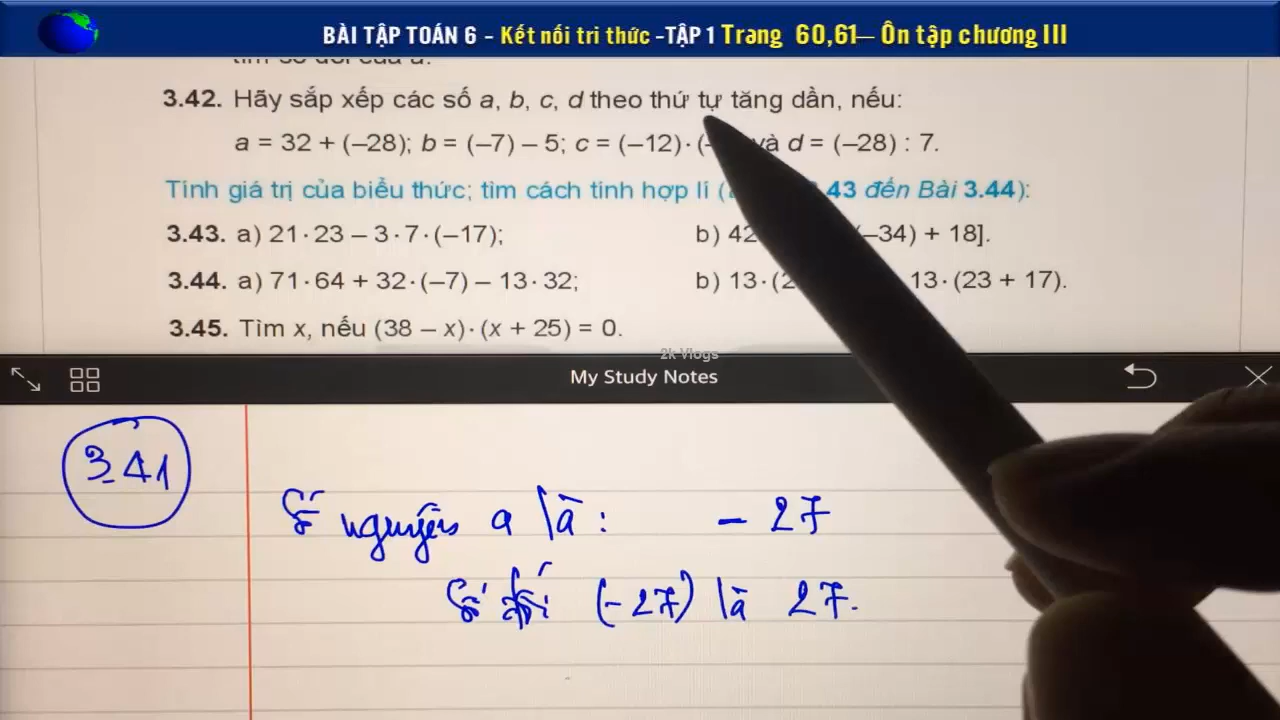 BÀI TẬP TOÁN 6 - Kết nối tri thức -TẬP 1 Trang 60,61– Ôn tập chương III
3.42. Hãy sắp xếp các số a, b, c, d theo thứ tự tăng dần, nếu:
a = 32 + (–28); b = (–7) – 5; c = (–12)·( và d = (–28) : 7.
Tính giá trị của biểu thức; tìm cách tính hợp lí ( 43 đến Bài 3.44):
3.43. a) 21·23 – 3·7·(–17); b) 42 –34) + 18].
3.44. a) 71·64 + 32·(–7) – 13·32; b) 13·(2 13·(23 + 17).
3.45. Tìm x, nếu (38 – x)·(x + 25) = 0.
2k Vlogs
My Study Notes
3.41
Số nguyên a là: – 27
Số đối (-27) là 27.